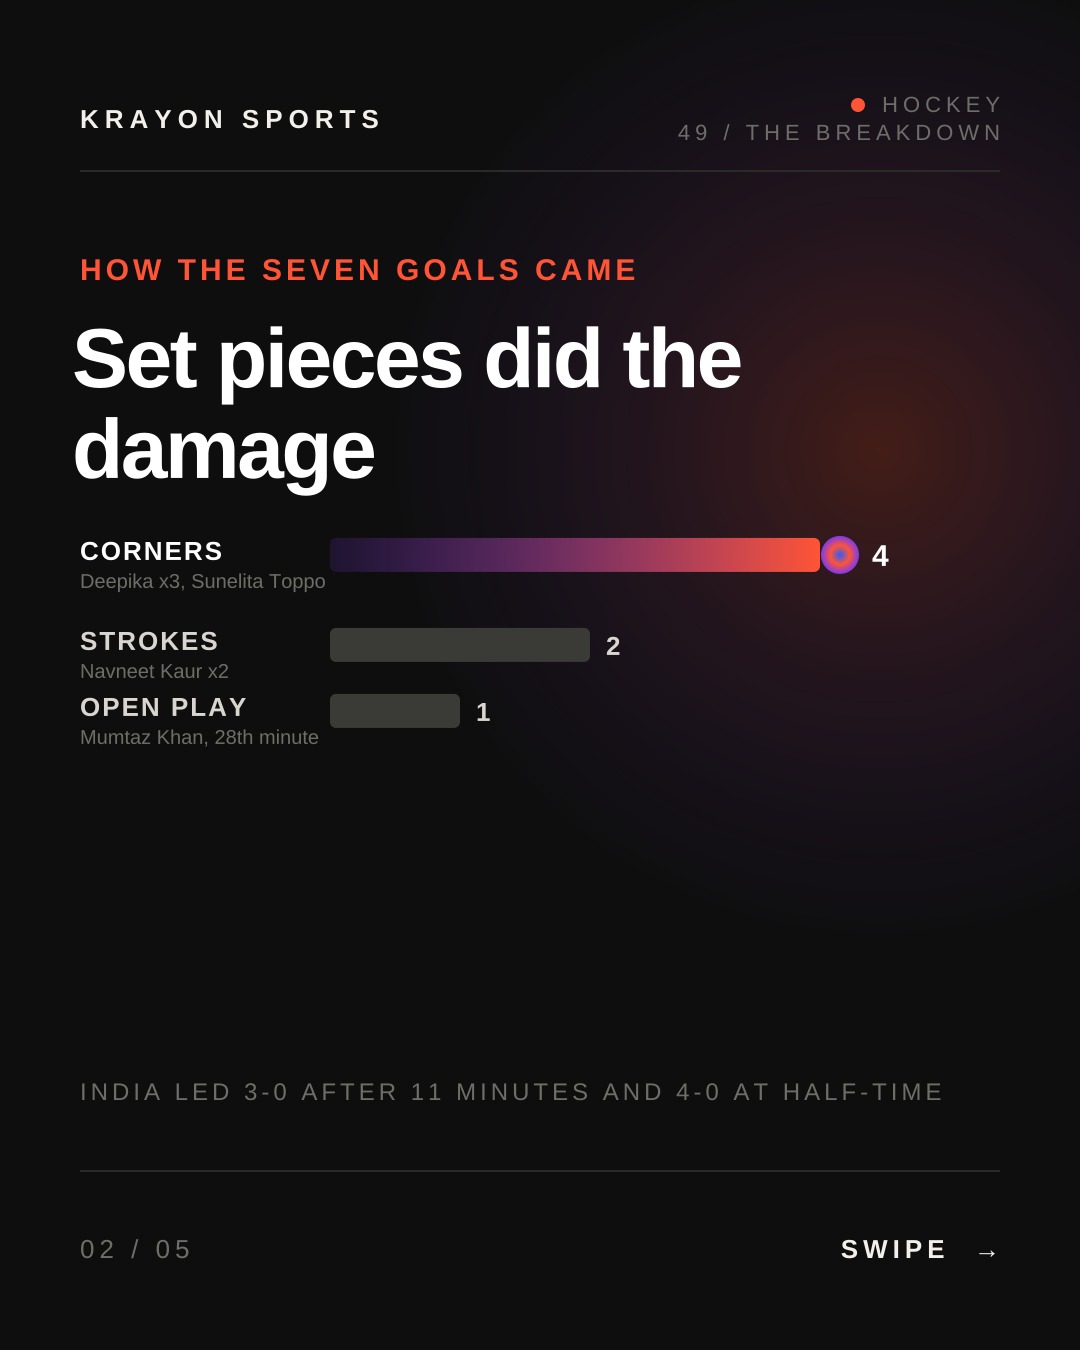 KRAYON SPORTS
HOCKEY
49 / THE BREAKDOWN
HOW THE SEVEN GOALS CAME
Set pieces did the
damage
CORNERS
Deepika x3, Sunelita Toppo
4
STROKES
Navneet Kaur x2
2
OPEN PLAY
Mumtaz Khan, 28th minute
1
INDIA LED 3-0 AFTER 11 MINUTES AND 4-0 AT HALF-TIME
02 / 05
SWIPE →